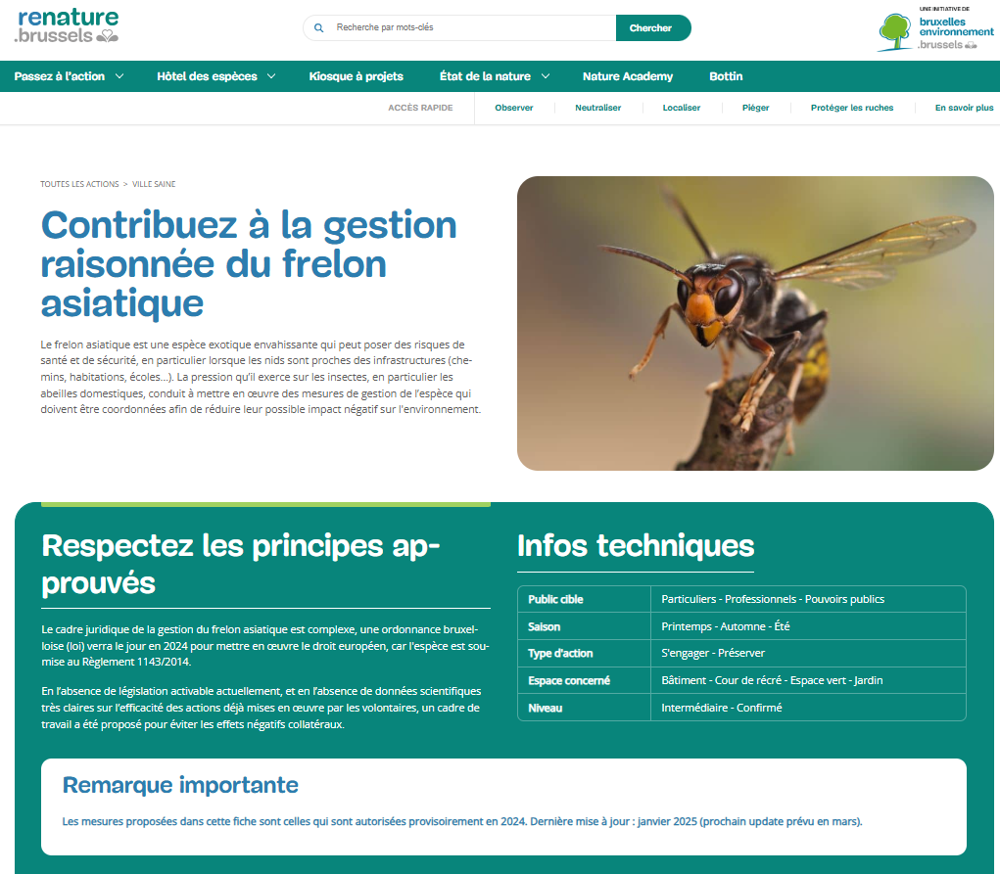 renature
.brussels
Recherche par mots-clés
Chercher
UNE INITIATIVE DE
bruxelles
environnement
.brussels
Passez à l'action
Hôtel des espèces
Kiosque à projets
État de la nature
Nature Academy
Bottin
ACCÈS RAPIDE
Observer
Neutraliser
Localiser
Piéger
Protéger les ruches
En savoir plus
TOUTES LES ACTIONS > VILLE SAINE
Contribuez à la gestion
raisonnée du frelon
asiatique
Le frelon asiatique est une espèce exotique envahissante qui peut poser des risques de
santé et de sécurité, en particulier lorsque les nids sont proches des infrastructures (che-
mins, habitations, écoles…). La pression qu'il exerce sur les insectes, en particulier les
abeilles domestiques, conduit à mettre en œuvre des mesures de gestion de l'espèce qui
doivent être coordonnées afin de réduire leur possible impact négatif sur l'environnement.
Respectez les principes ap-
prouvés
Le cadre juridique de la gestion du frelon asiatique est complexe, une ordonnance bruxel-
loise (loi) verra le jour en 2024 pour mettre en œuvre le droit européen, car l'espèce est sou-
mise au Règlement 1143/2014.
En l'absence de législation activable actuellement, et en l'absence de données scientifiques
très claires sur l'efficacité des actions déjà mises en œuvre par les volontaires, un cadre de
travail a été proposé pour éviter les effets négatifs collatéraux.
Infos techniques
Public cible Particuliers - Professionnels - Pouvoirs publics
Saison Printemps - Automne - Été
Type d'action S'engager - Préserver
Espace concerné Bâtiment - Cour de récré - Espace vert - Jardin
Niveau Intermédiaire - Confirmé
Remarque importante
Les mesures proposées dans cette fiche sont celles qui sont autorisées provisoirement en 2024. Dernière mise à jour : janvier 2025 (prochain update prévu en mars).